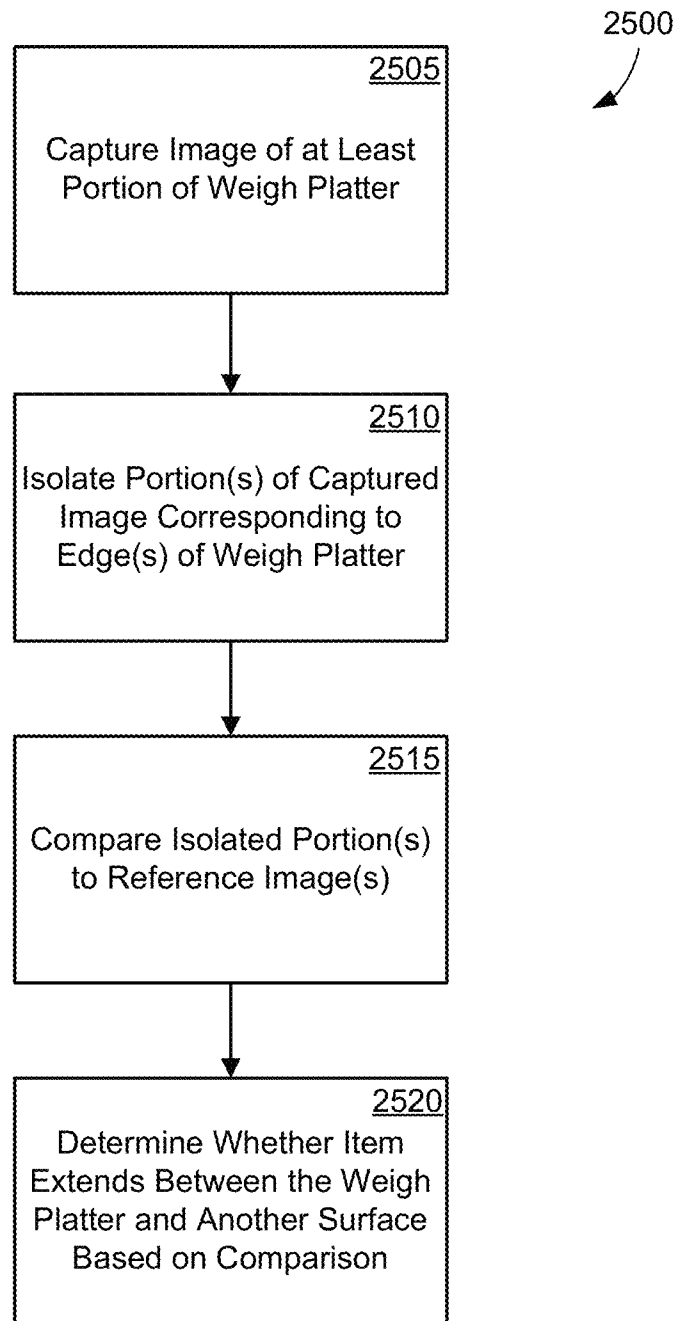 2500
2505
Capture Image of at Least
Portion of Weigh Platter
2510
Isolate Portion(s) of Captured
Image Corresponding to
Edge(s) of Weigh Platter
2515
Compare Isolated Portion(s)
to Reference Image(s)
2520
Determine Whether Item
Extends Between the Weigh
Platter and Another Surface
Based on Comparison